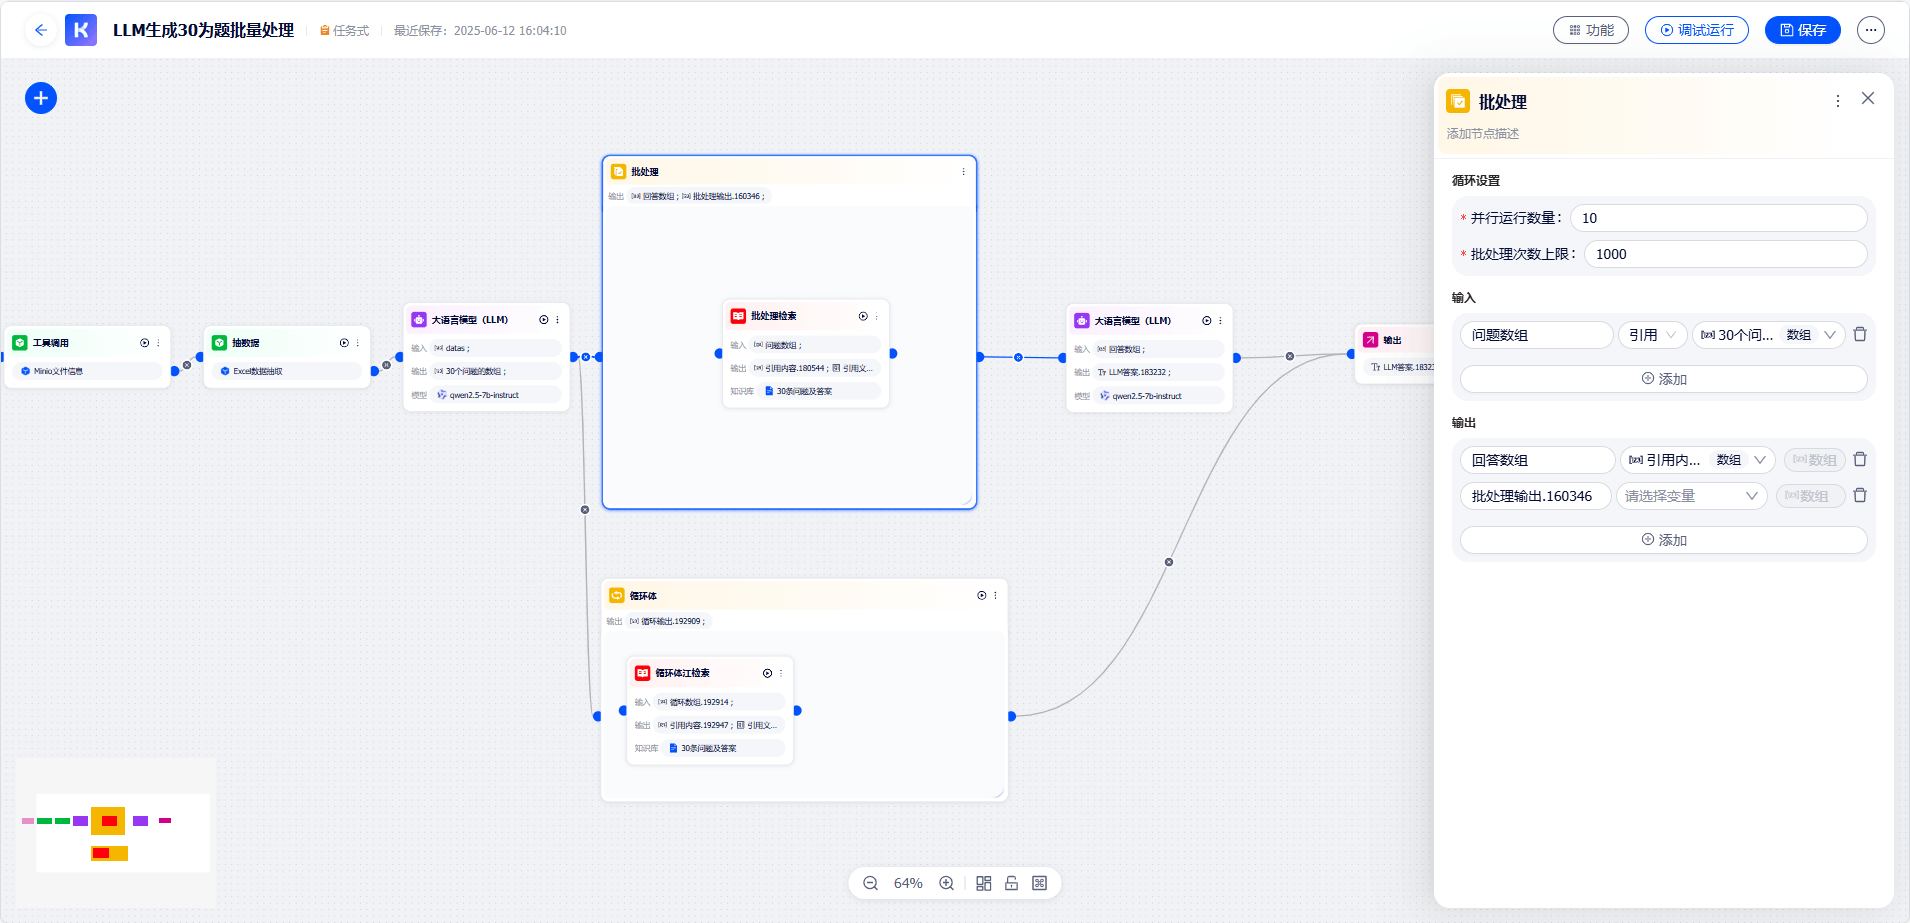 LLM生成30为题批量处理
任务式
最近保存：2025-06-12 16:04:10
功能
调试运行
保存
工具调用
Minio文件信息
抽数据
Excel数据抽取
大语言模型（LLM）
输入 datas ;
输出 30个问题的数组 ;
模型 qwen2.5-7b-instruct
批处理
输出 回答数组 ; 批处理输出.160346 ;
批处理检索
输入 问题数组 ;
输出 引用内容.180544 ; 引用文...
知识库 30条问题及答案
大语言模型（LLM）
输入 回答数组 ;
输出 Tr LLM答案.183232 ;
模型 qwen2.5-7b-instruct
输出
Tr LLM答案.1832
循环体
输出 循环输出.192909 ;
循环体江检索
输入 循环数组.192914 ;
输出 引用内容.192947 ; 引用文...
知识库 30条问题及答案
64%
批处理
添加节点描述
循环设置
* 并行运行数量： 10
* 批处理次数上限： 1000
输入
问题数组 引用 [123] 30个问... 数组
添加
输出
回答数组 [123] 引用内... 数组 [123] 数组
批处理输出.160346 请选择变量 [123] 数组
添加